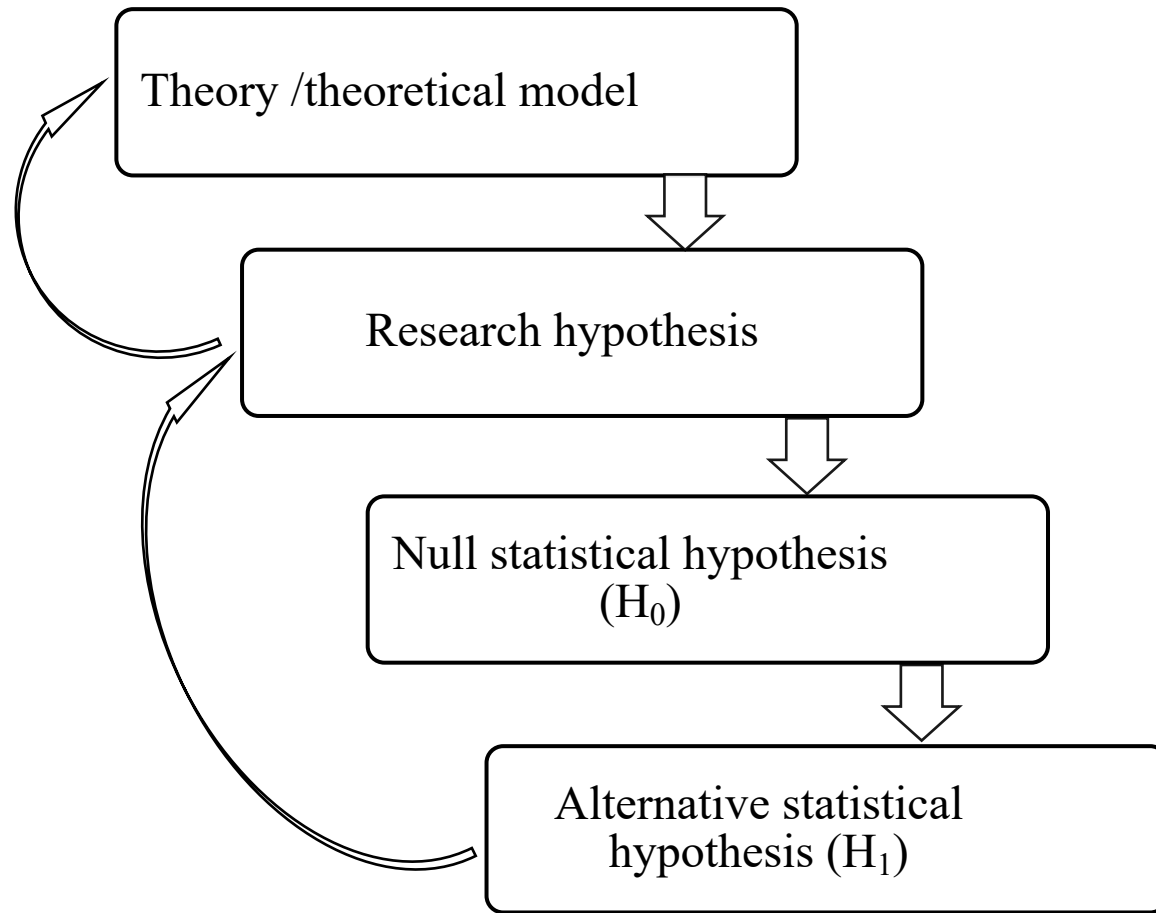 Theory /theoretical model
Research hypothesis
Null statistical hypothesis
(H₀)
Alternative statistical
hypothesis (H₁)